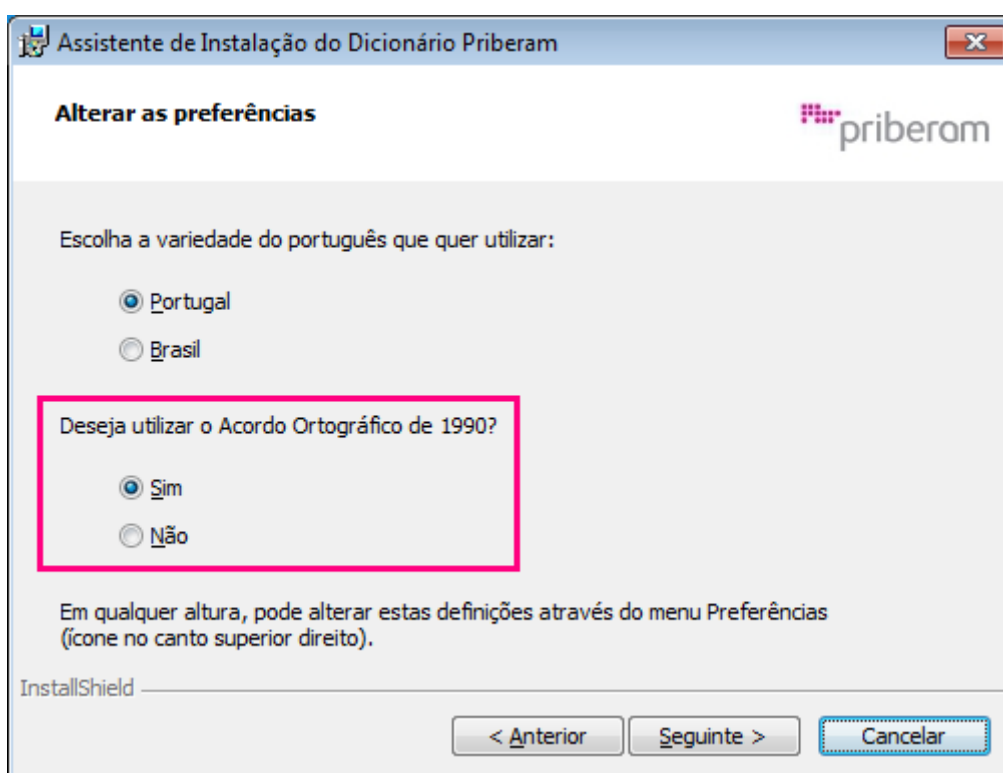 Assistente de Instalação do Dicionário Priberam
Alterar as preferências
priberam
Escolha a variedade do português que quer utilizar:
Portugal
Brasil
Deseja utilizar o Acordo Ortográfico de 1990?
Sim
Não
Em qualquer altura, pode alterar estas definições através do menu Preferências
(ícone no canto superior direito).
InstallShield
< Anterior
Seguinte >
Cancelar